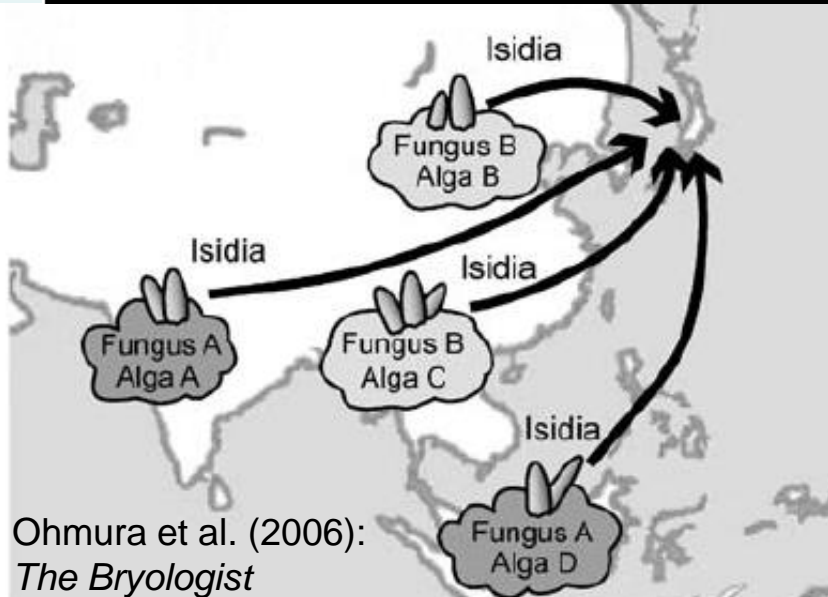 Isidia
Fungus B
Alga B
Isidia
Fungus A
Alga A
Isidia
Fungus B
Alga C
Isidia
Fungus A
Alga D
Ohmura et al. (2006):
The Bryologist